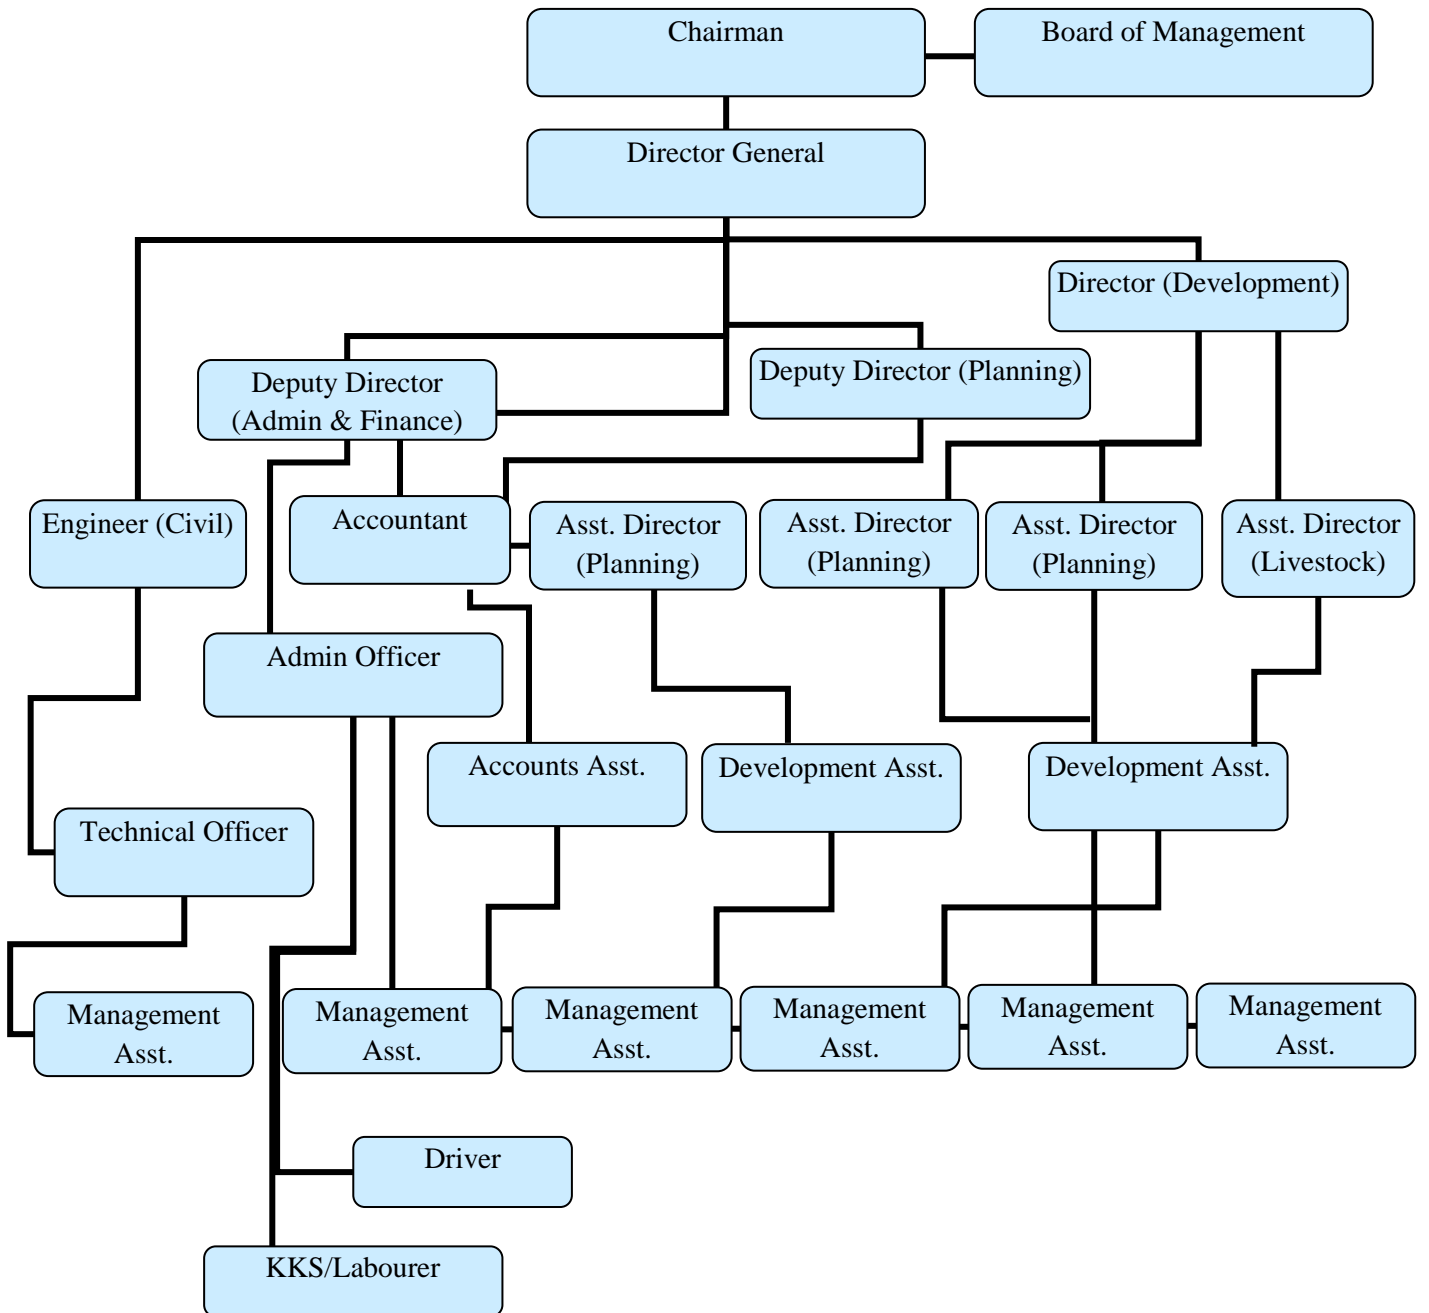 Chairman
Board of Management
Director General
Director (Development)
Deputy Director
(Admin & Finance)
Deputy Director (Planning)
Engineer (Civil)
Accountant
Asst. Director
(Planning)
Asst. Director
(Planning)
Asst. Director
(Planning)
Asst. Director
(Livestock)
Admin Officer
Accounts Asst.
Development Asst.
Development Asst.
Technical Officer
Management
Asst.
Management
Asst.
Management
Asst.
Management
Asst.
Management
Asst.
Management
Asst.
Driver
KKS/Labourer